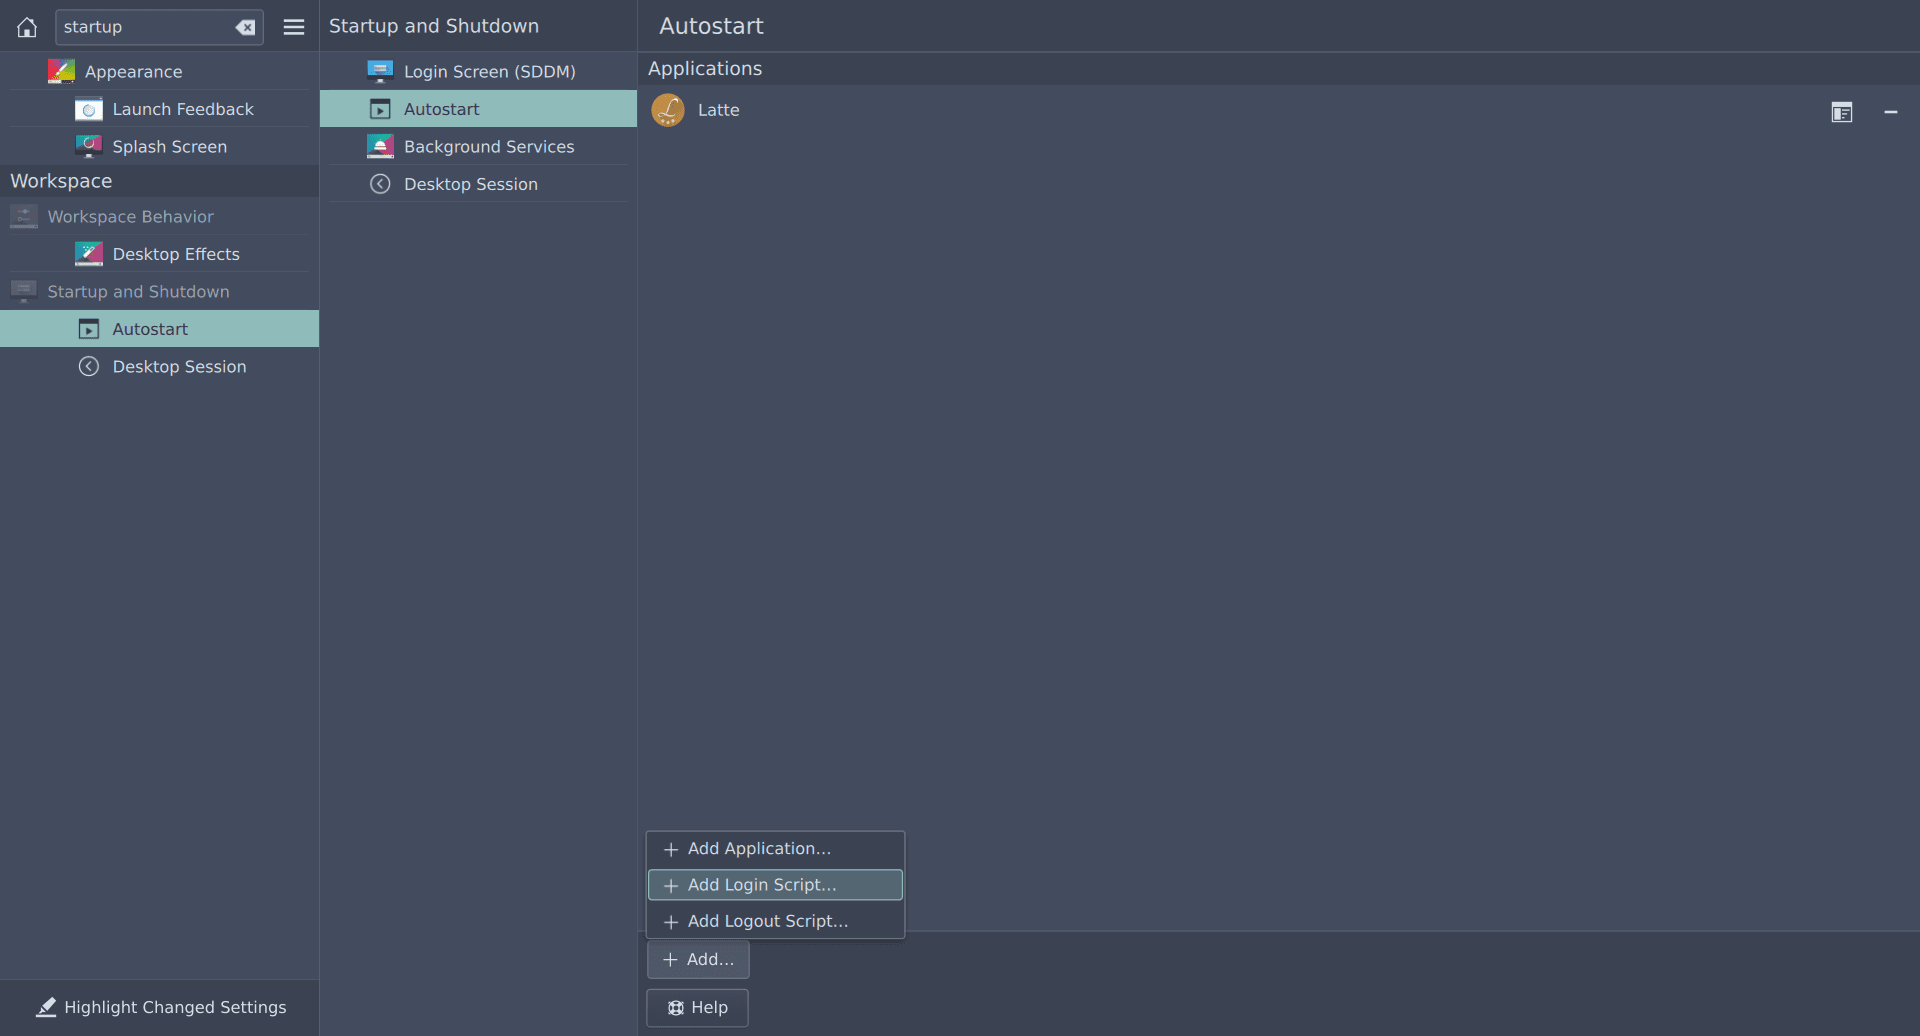 startup
Appearance
Launch Feedback
Splash Screen
Workspace
Workspace Behavior
Desktop Effects
Startup and Shutdown
Autostart
Desktop Session
Highlight Changed Settings
Startup and Shutdown
Login Screen (SDDM)
Autostart
Background Services
Desktop Session
Autostart
Applications
Latte
Add Application...
Add Login Script...
Add Logout Script...
Add...
Help